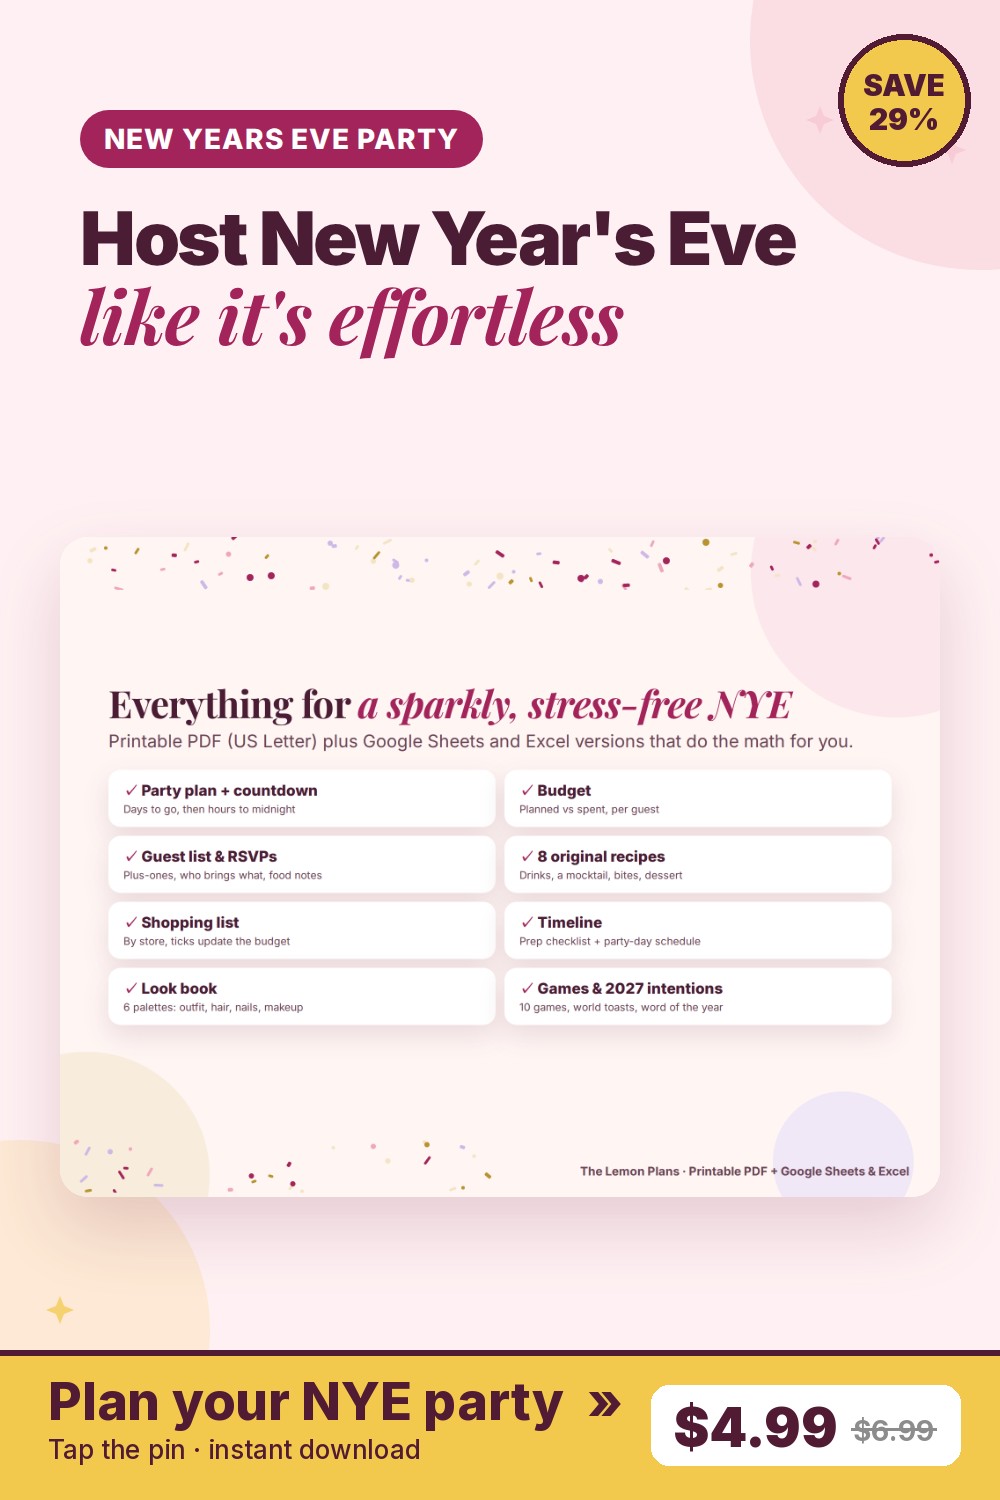 SAVE
29%
NEW YEARS EVE PARTY
Host New Year's Eve
like it's effortless
Everything for a sparkly, stress-free NYE
Printable PDF (US Letter) plus Google Sheets and Excel versions that do the math for you.
✓ Party plan + countdown
Days to go, then hours to midnight
✓ Budget
Planned vs spent, per guest
✓ Guest list & RSVPs
Plus-ones, who brings what, food notes
✓ 8 original recipes
Drinks, a mocktail, bites, dessert
✓ Shopping list
By store, ticks update the budget
✓ Timeline
Prep checklist + party-day schedule
✓ Look book
6 palettes: outfit, hair, nails, makeup
✓ Games & 2027 intentions
10 games, world toasts, word of the year
The Lemon Plans · Printable PDF + Google Sheets & Excel
Plan your NYE party »
Tap the pin · instant download
$4.99 $6.99